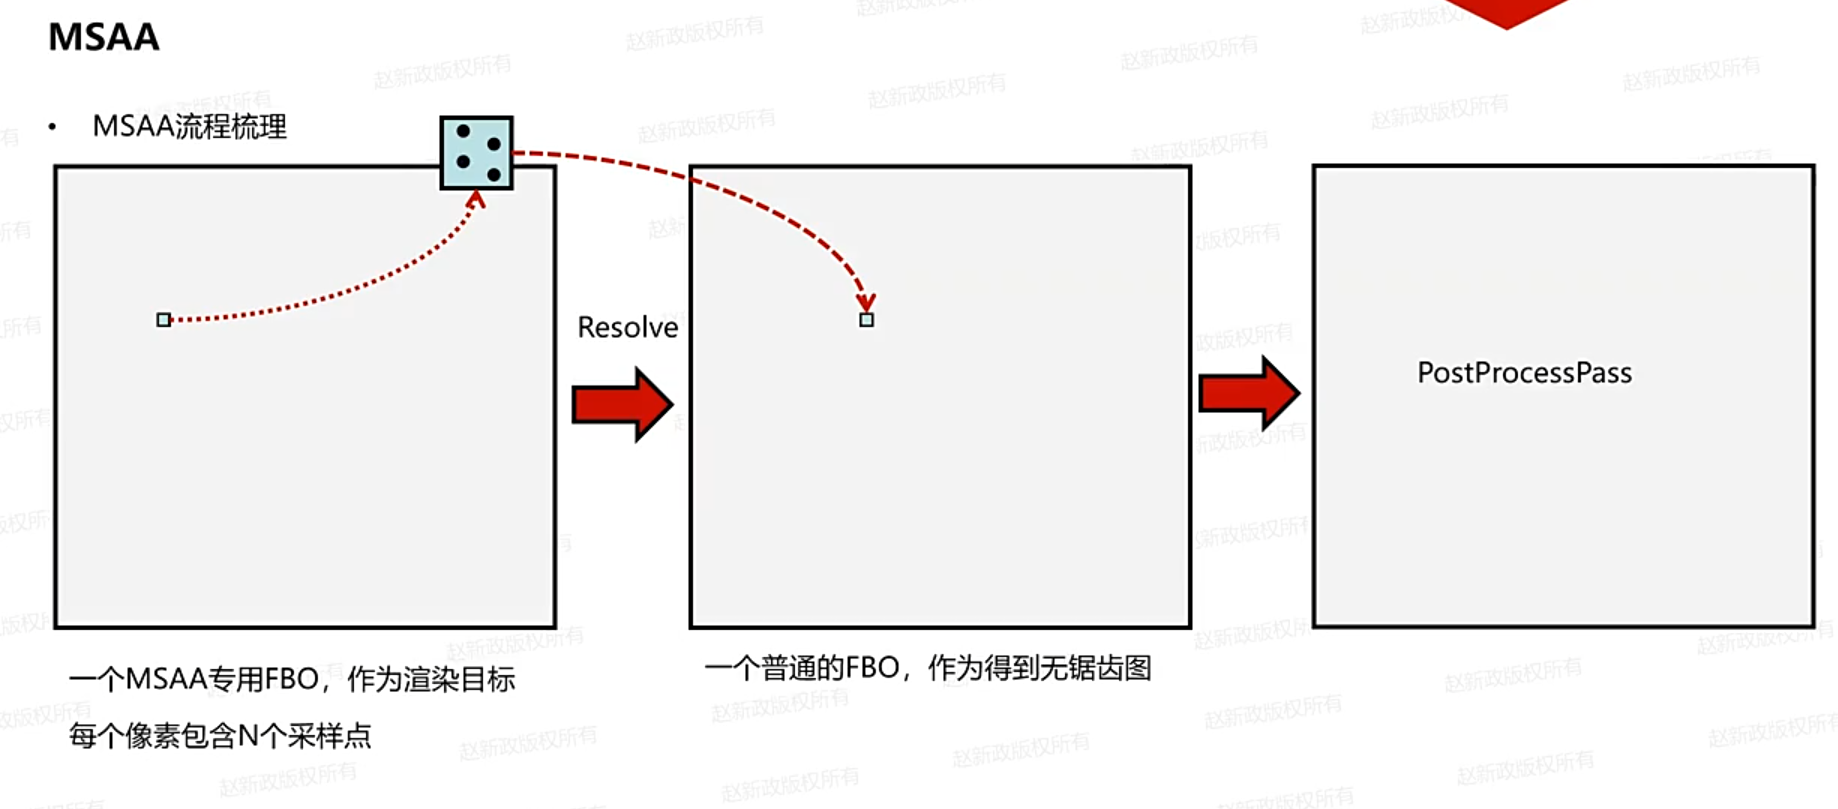 MSAA
• MSAA流程梳理
Resolve
PostProcessPass
一个MSAA专用FBO，作为渲染目标
每个像素包含N个采样点
一个普通的FBO，作为得到无锯齿图
赵新政版权所有